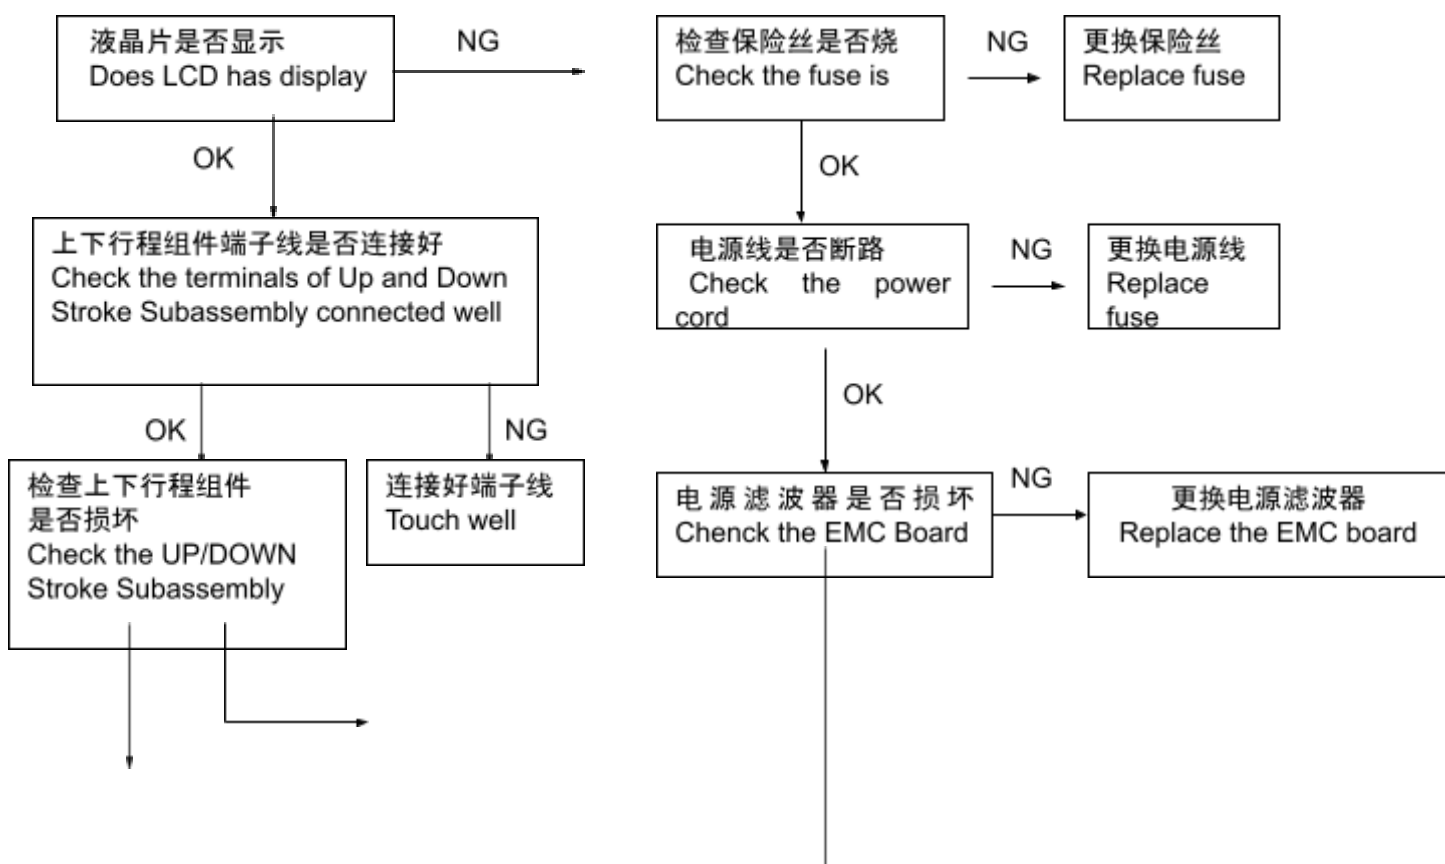 液晶片是否显示
Does LCD has display
NG
OK
上下行程组件端子线是否连接好
Check the terminals of Up and Down
Stroke Subassembly connected well
OK
NG
检查上下行程组件
是否损坏
Check the UP/DOWN
Stroke Subassembly
连接好端子线
Touch well
检查保险丝是否烧
Check the fuse is
NG
更换保险丝
Replace fuse
OK
电源线是否断路
Check the power
cord
NG
更换电源线
Replace
fuse
OK
电源滤波器是否损坏
Chenck the EMC Board
NG
更换电源滤波器
Replace the EMC board